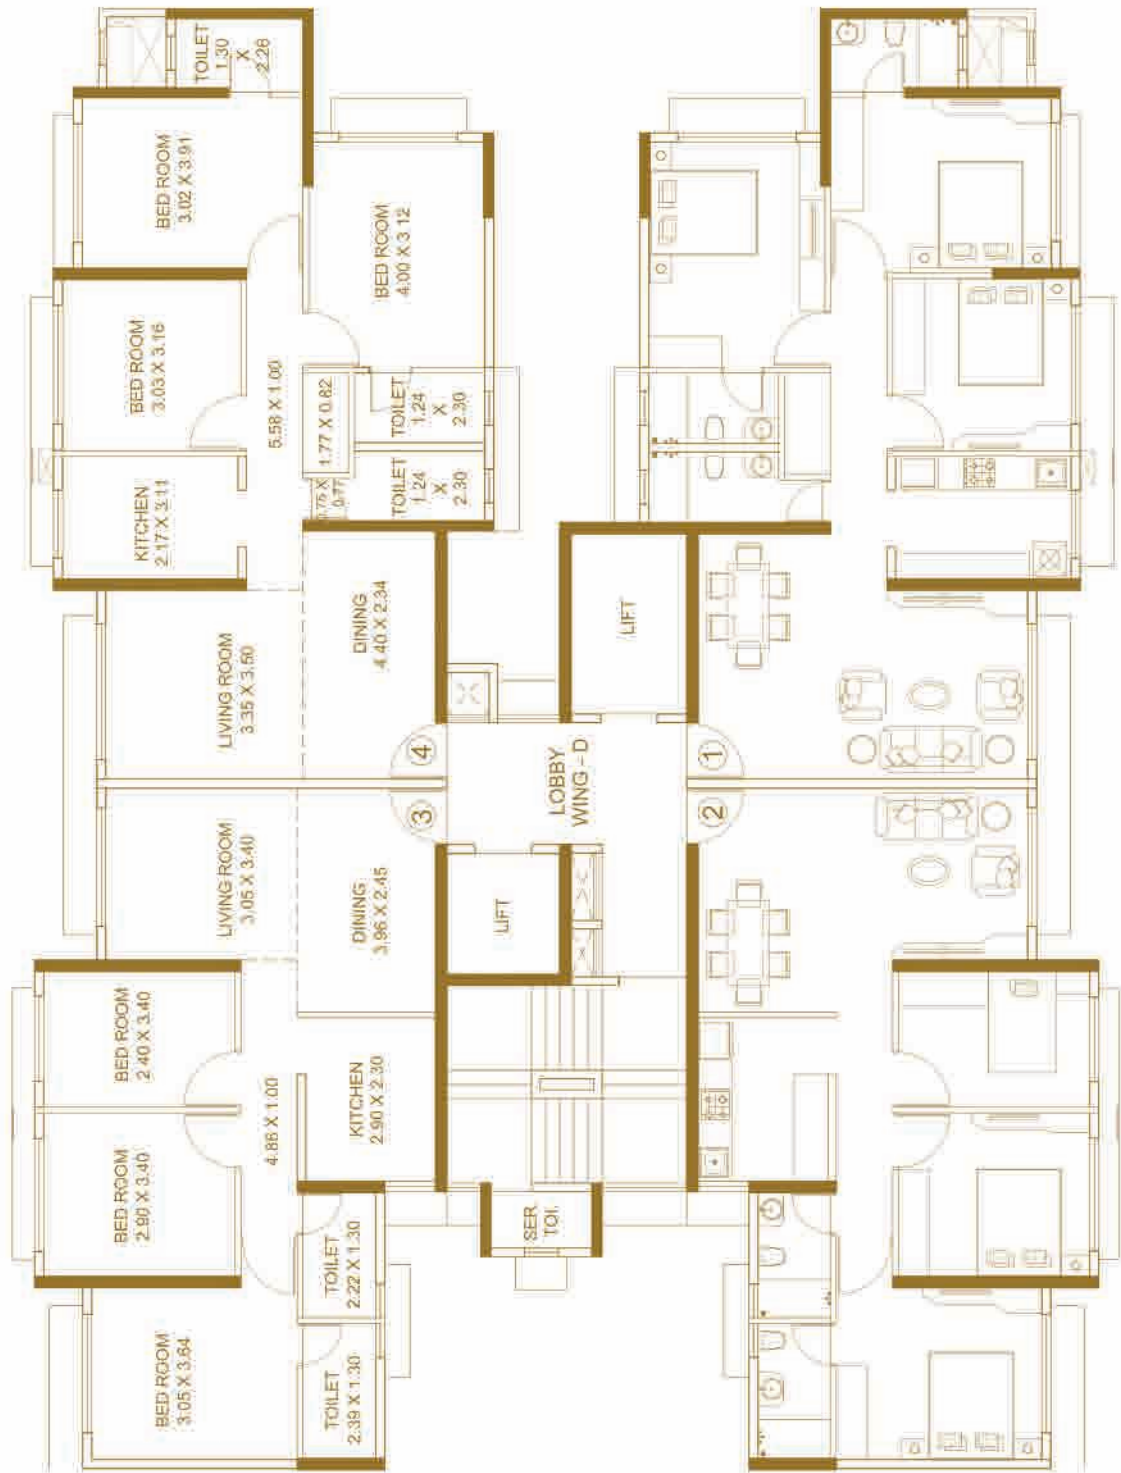 TOILET
1.30
X
2.26
BED ROOM
3.02 X 3.91
BED ROOM
4.00 X 3.12
BED ROOM
3.03 X 3.16
5.58 X 1.00
1.77 X 0.82
TOILET
1.24
X
2.30
KITCHEN
2.17 X 3.11
0.75 X
0.77
TOILET
1.24
X
2.30
LIVING ROOM
3.35 X 3.50
DINING
4.40 X 2.34
LIFT
4
1
LOBBY
WING - D
3
2
LIVING ROOM
3.05 X 3.40
DINING
3.96 X 2.45
LIFT
BED ROOM
2.40 X 3.40
4.86 X 1.00
KITCHEN
2.90 X 2.30
BED ROOM
2.90 X 3.40
TOILET
2.22 X 1.30
SER.
TOI.
BED ROOM
3.05 X 3.64
TOILET
2.39 X 1.30